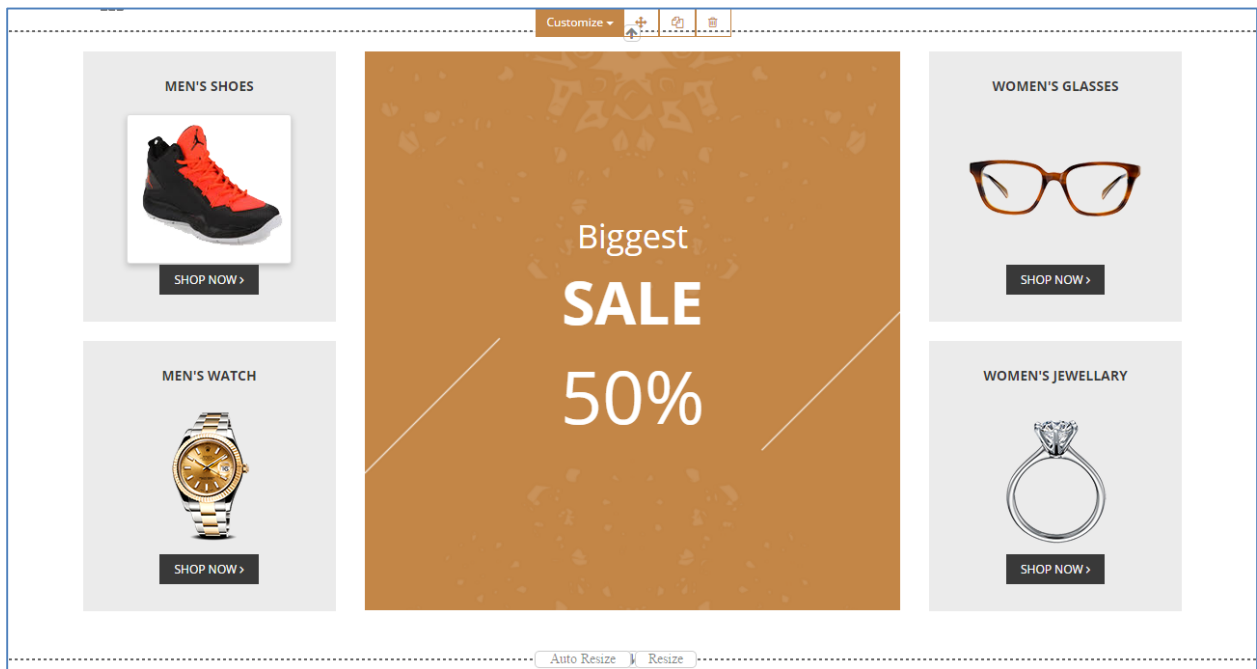 Customize
MEN'S SHOES
SHOP NOW ›
MEN'S WATCH
SHOP NOW ›
Biggest
SALE
50%
WOMEN'S GLASSES
SHOP NOW ›
WOMEN'S JEWELLARY
SHOP NOW ›
Auto Resize
Resize